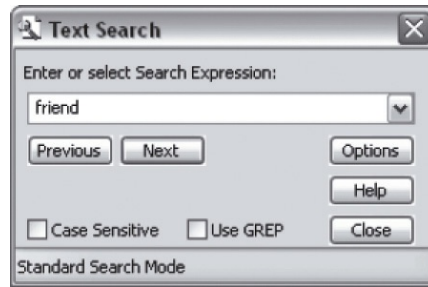 Text Search
Enter or select Search Expression:
friend
Previous Next Options
Help
Case Sensitive Use GREP Close
Standard Search Mode